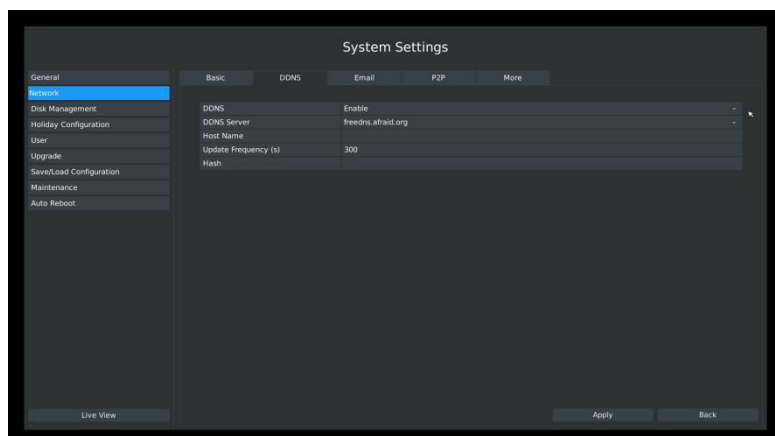 System Settings
General
Network
Disk Management
Holiday Configuration
User
Upgrade
Save/Load Configuration
Maintenance
Auto Reboot
Live View
Basic DDNS Email P2P More
DDNS Enable
DDNS Server freedns.afraid.org
Host Name
Update Frequency (s) 300
Hash
Apply Back